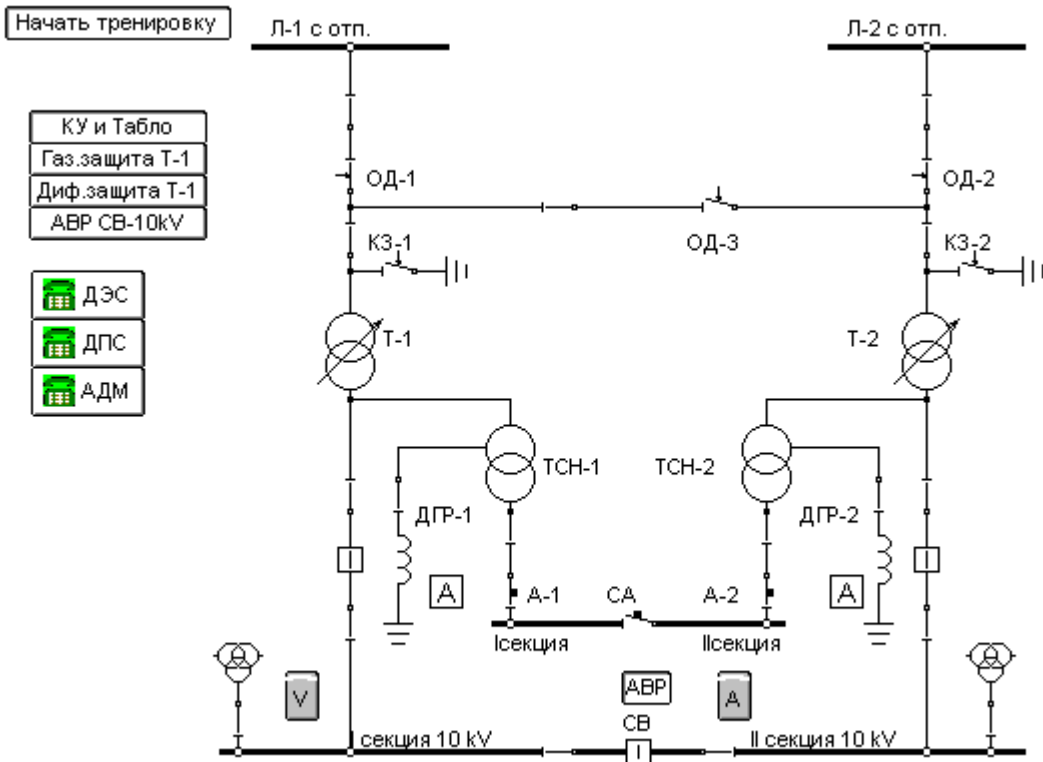 Начать тренировку
Л-1 с отп.
Л-2 с отп.
КУ и Табло
Газ.защита Т-1
Диф.защита Т-1
АВР СВ-10kV
ОД-1
ОД-2
ОД-3
КЗ-1
КЗ-2
ДЭС
ДПС
АДМ
Т-1
Т-2
ТСН-1
ТСН-2
ДГР-1
ДГР-2
А
А-1
СА
А-2
А
Iсекция
IIсекция
V
АВР
А
СВ
I секция 10 kV
II секция 10 kV